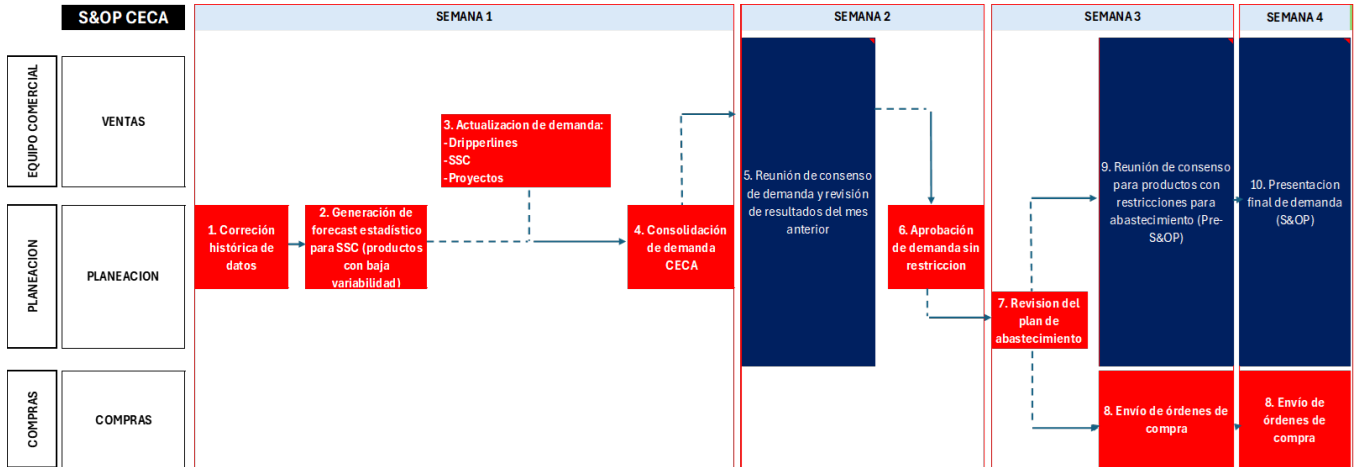 S&OP CECA
SEMANA 1
SEMANA 2
SEMANA 3
SEMANA 4
EQUIPO COMERCIAL
VENTAS
3. Actualizacion de demanda:
-Dripperlines
-SSC
-Proyectos
5. Reunión de consenso
de demanda y revisión
de resultados del mes
anterior
9. Reunión de consenso
para productos con
restricciones para
abastecimiento (Pre-
S&OP)
10. Presentacion
final de demanda
(S&OP)
PLANEACION
PLANEACION
1. Correción
histórica de
datos
2. Generación de
forecast estadístico
para SSC (productos
con baja
variabilidad)
4. Consolidación
de demanda
CECA
6. Aprobación
de demanda sin
restriccion
7. Revision del
plan de
abastecimiento
COMPRAS
COMPRAS
8. Envío de órdenes de
compra
8. Envío de
órdenes de
compra